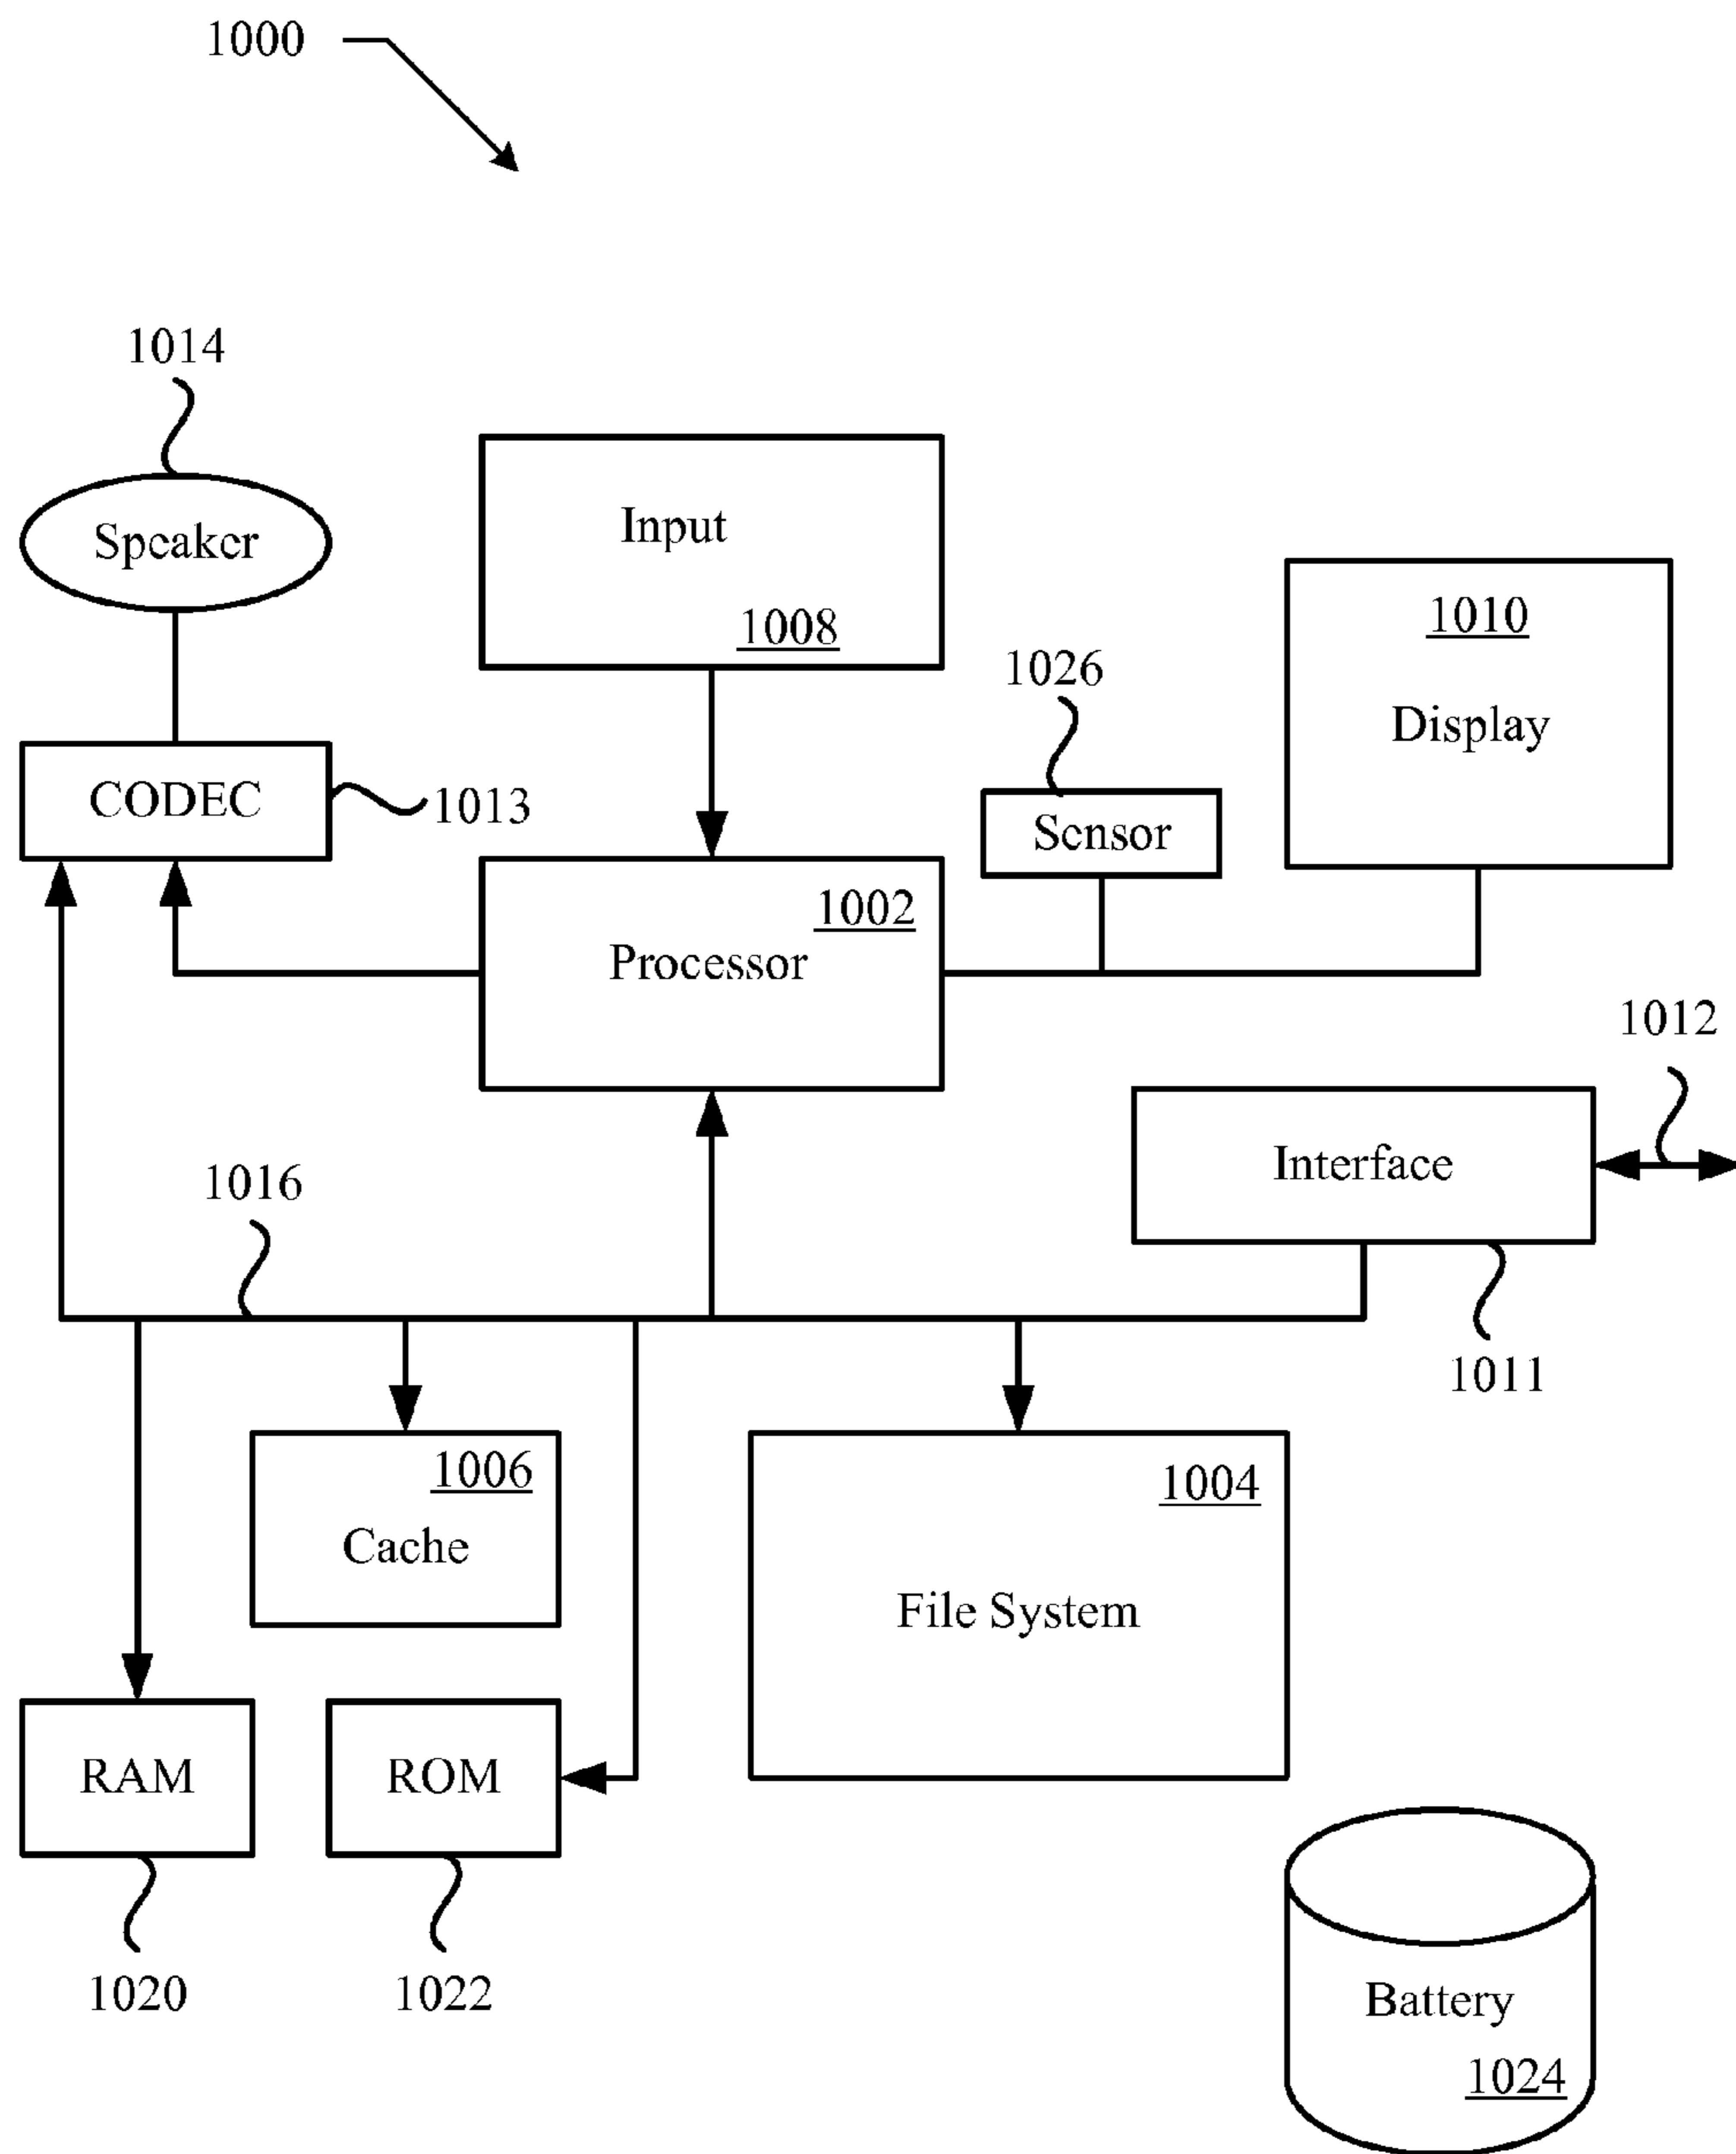 1000
1014
Speaker
Input
1008
1010
Display
1026
Sensor
CODEC
1013
1002
Processor
1012
Interface
1016
1011
1006
Cache
1004
File System
RAM
ROM
1020
1022
Battery
1024